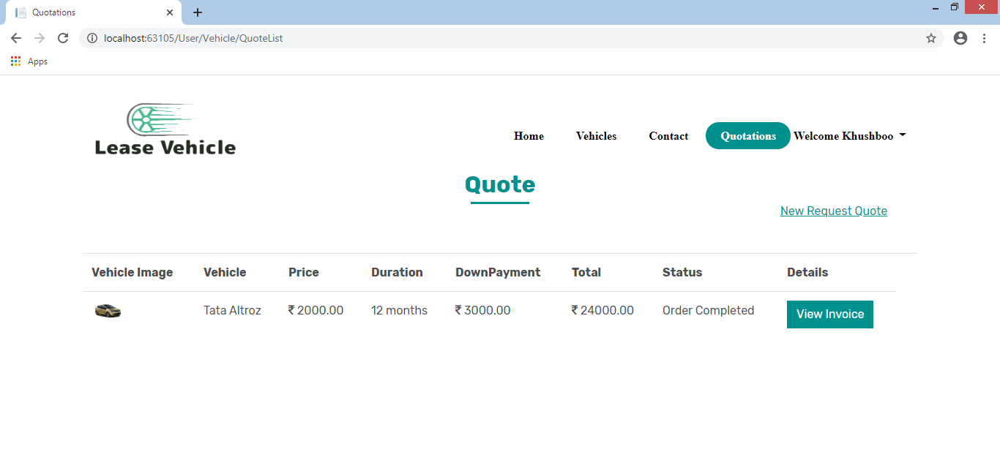 Quotations
localhost:63105/User/Vehicle/QuoteList
Apps
Lease Vehicle
Home Vehicles Contact Quotations Welcome Khushboo
Quote
New Request Quote
Vehicle Image Vehicle Price Duration DownPayment Total Status Details
Tata Altroz ₹ 2000.00 12 months ₹ 3000.00 ₹ 24000.00 Order Completed View Invoice